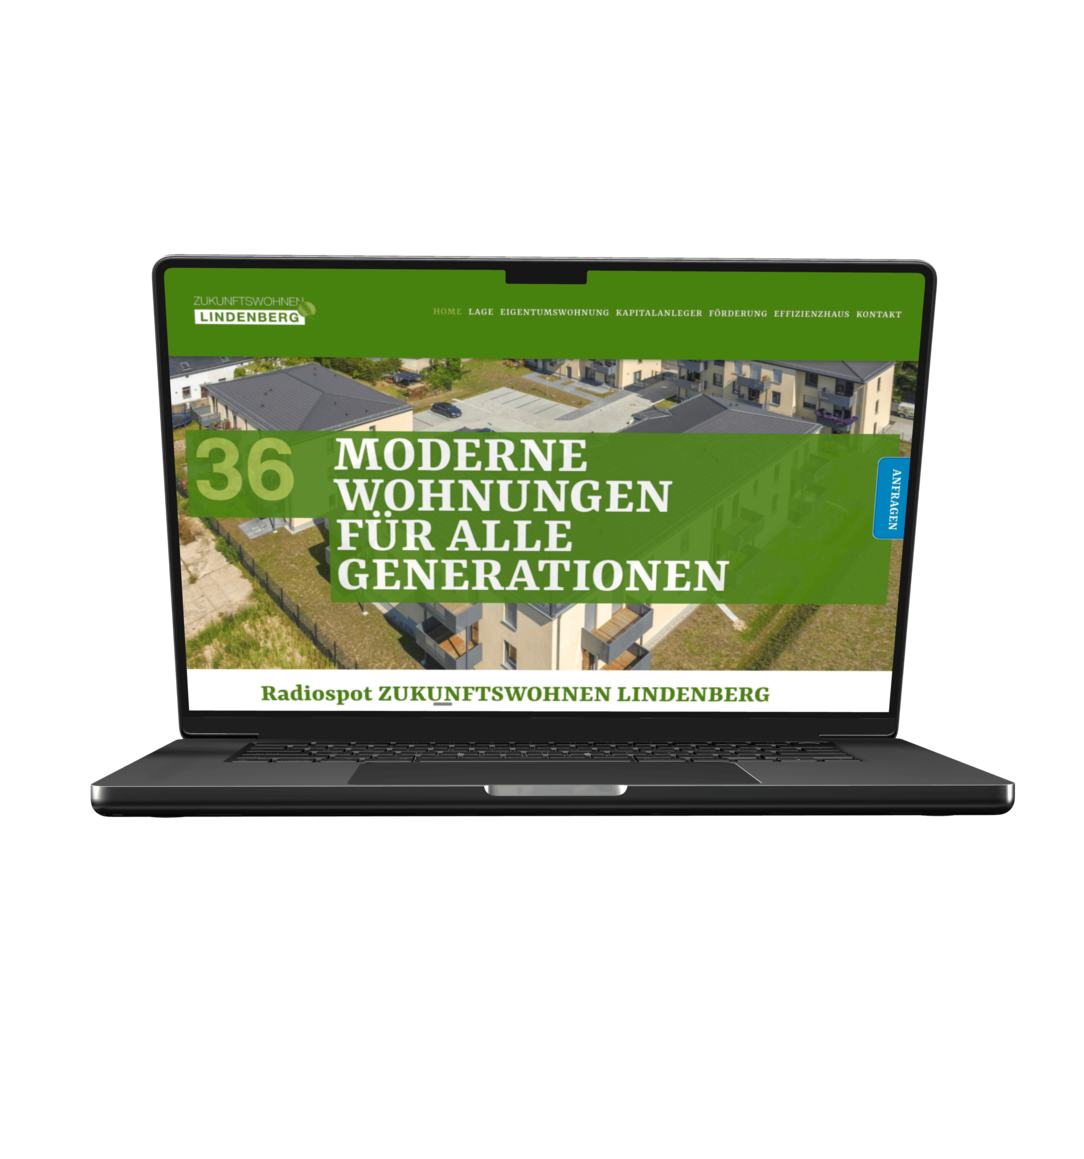 ZUKUNFTSWOHNEN
LINDENBERG
HOME LAGE EIGENTUMSWOHNUNG KAPITALANLEGER FÖRDERUNG EFFIZIENZHAUS KONTAKT
36 MODERNE
WOHNUNGEN
FÜR ALLE
GENERATIONEN
ANFRAGEN
Radiospot ZUKUNFTSWOHNEN LINDENBERG